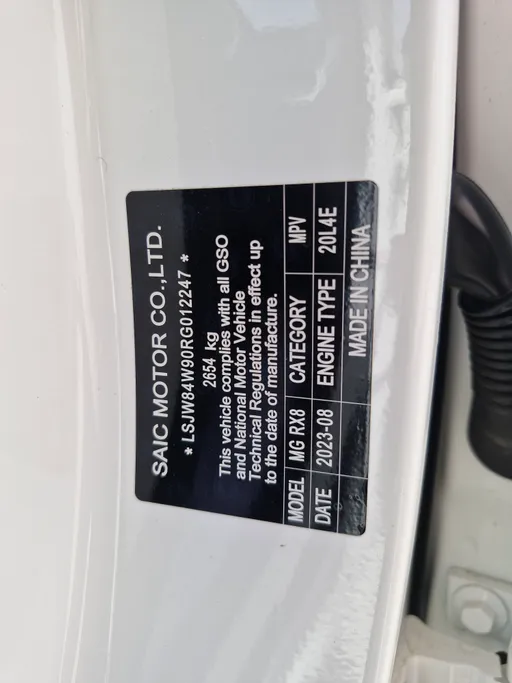 SAIC MOTOR CO.,LTD.
* LSJW84W90RG012247 *
2654 kg
This vehicle complies with all GSO
and National Motor Vehicle
Technical Regulations in effect up
to the date of manufacture.
MODEL MG RX8 CATEGORY MPV
DATE 2023-08 ENGINE TYPE 20L4E
MADE IN CHINA